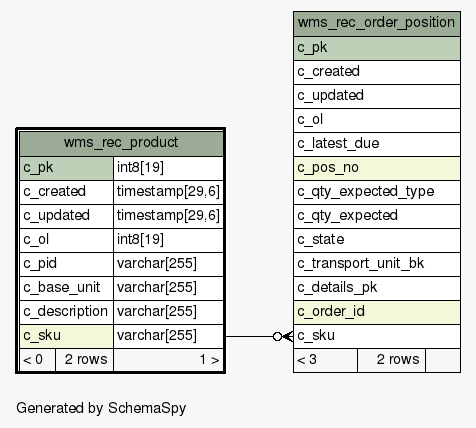 wms_rec_order_position
c_pk
c_created
c_updated
c_ol
c_latest_due
c_pos_no
c_qty_expected_type
c_qty_expected
c_state
c_transport_unit_bk
c_details_pk
c_order_id
c_sku
< 3 2 rows
wms_rec_product
c_pk int8[19]
c_created timestamp[29,6]
c_updated timestamp[29,6]
c_ol int8[19]
c_pid varchar[255]
c_base_unit varchar[255]
c_description varchar[255]
c_sku varchar[255]
< 0 2 rows 1 >
Generated by SchemaSpy